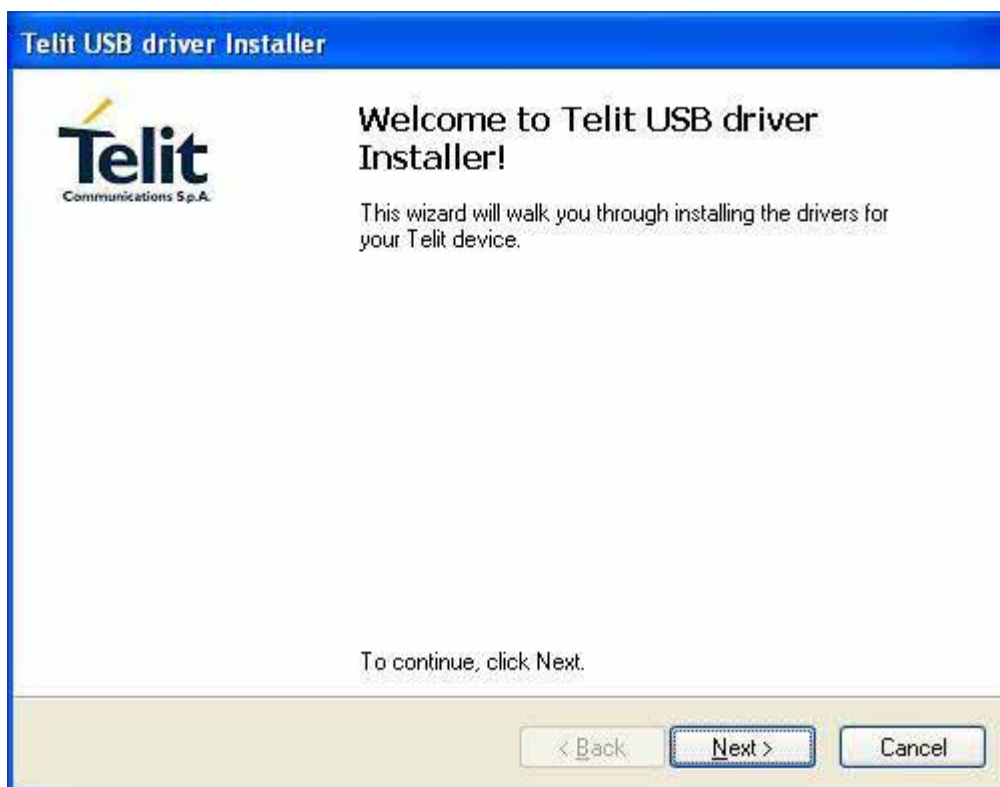 Telit USB driver Installer
Telit
Communications S.p.A.
Welcome to Telit USB driver
Installer!
This wizard will walk you through installing the drivers for
your Telit device.
To continue, click Next.
< Back
Next >
Cancel